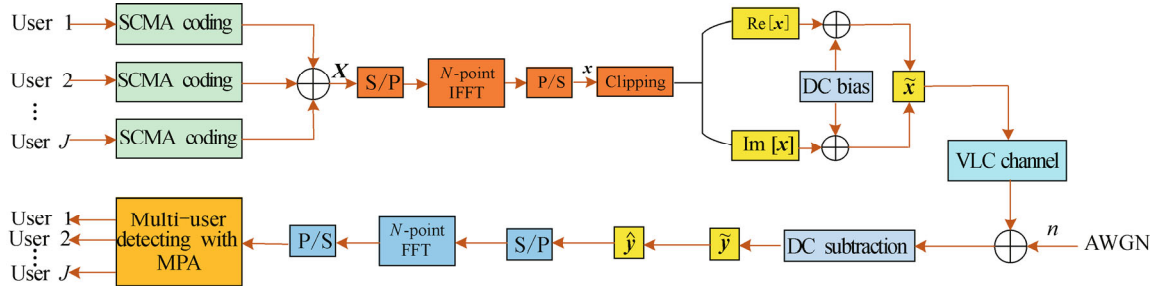 User 1
SCMA coding
User 2
SCMA coding
⋮
User J
SCMA coding
X
S/P
N-point
IFFT
P/S
x
Clipping
Re[x]
DC bias
Im [x]
x̃
VLC channel
n
AWGN
DC subtraction
ỹ
ŷ
S/P
N-point
FFT
P/S
Multi-user
detecting with
MPA
User 1
User 2
⋮
User J